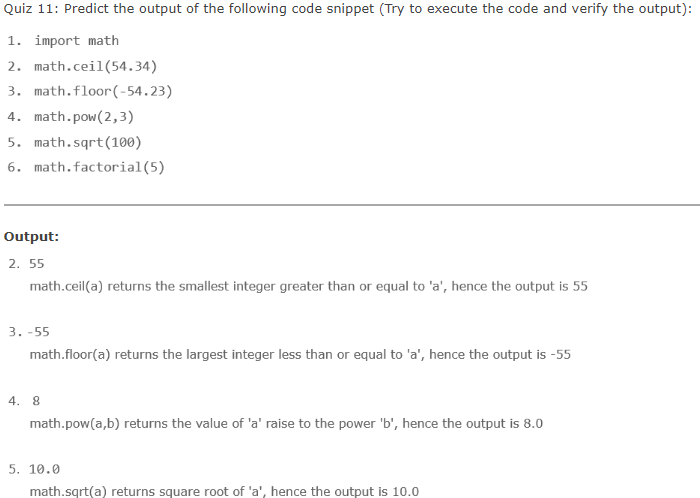 Quiz 11: Predict the output of the following code snippet (Try to execute the code and verify the output):
1. import math
2. math.ceil(54.34)
3. math.floor(-54.23)
4. math.pow(2,3)
5. math.sqrt(100)
6. math.factorial(5)
Output:
2. 55
math.ceil(a) returns the smallest integer greater than or equal to 'a', hence the output is 55
3. -55
math.floor(a) returns the largest integer less than or equal to 'a', hence the output is -55
4. 8
math.pow(a,b) returns the value of 'a' raise to the power 'b', hence the output is 8.0
5. 10.0
math.sqrt(a) returns square root of 'a', hence the output is 10.0